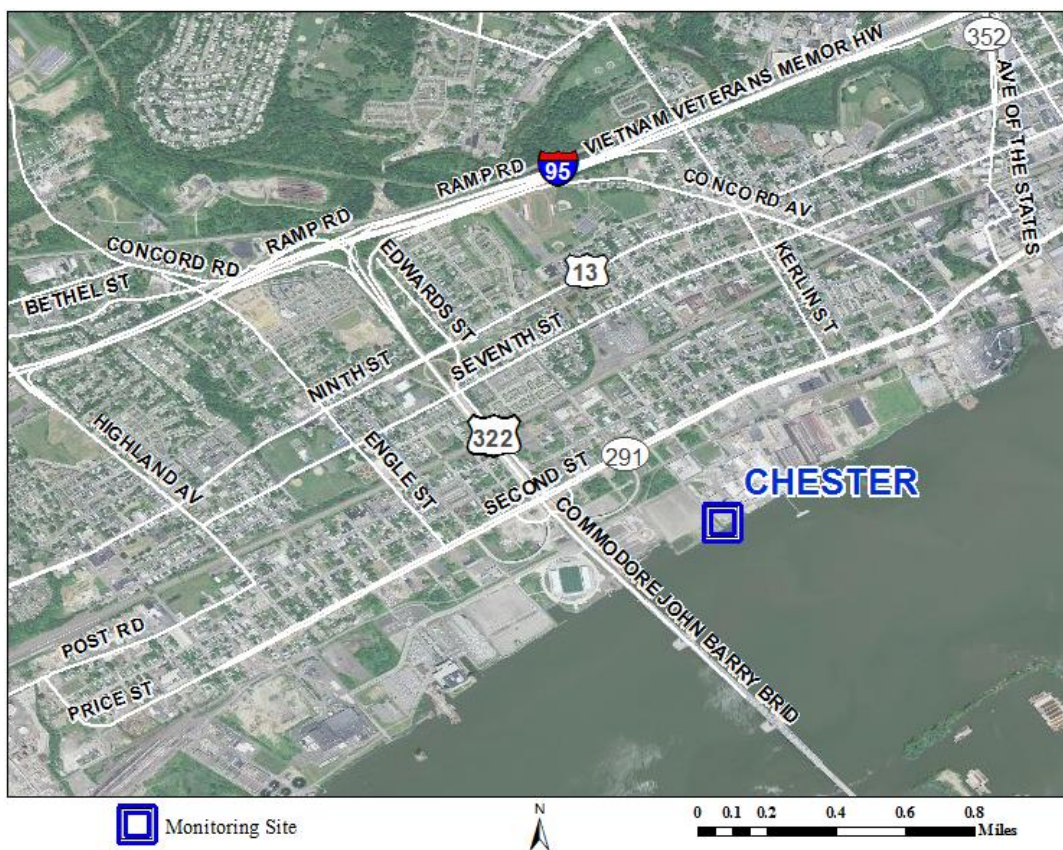 352
VIETNAM VETERANS MEMOR HW
AVE OF THE STATES
95
RAMP RD
CONCORD AV
RAMP RD
CONCORD RD
EDWARDS ST
13
KERLIN ST
BETHEL ST
SEVENTH ST
NINTH ST
HIGHLAND AV
322
ENGLE ST
291
SECOND ST
CHESTER
COMMODORE JOHN BARRY BRID
POST RD
PRICE ST
Monitoring Site
N
0 0.1 0.2 0.4 0.6 0.8
Miles